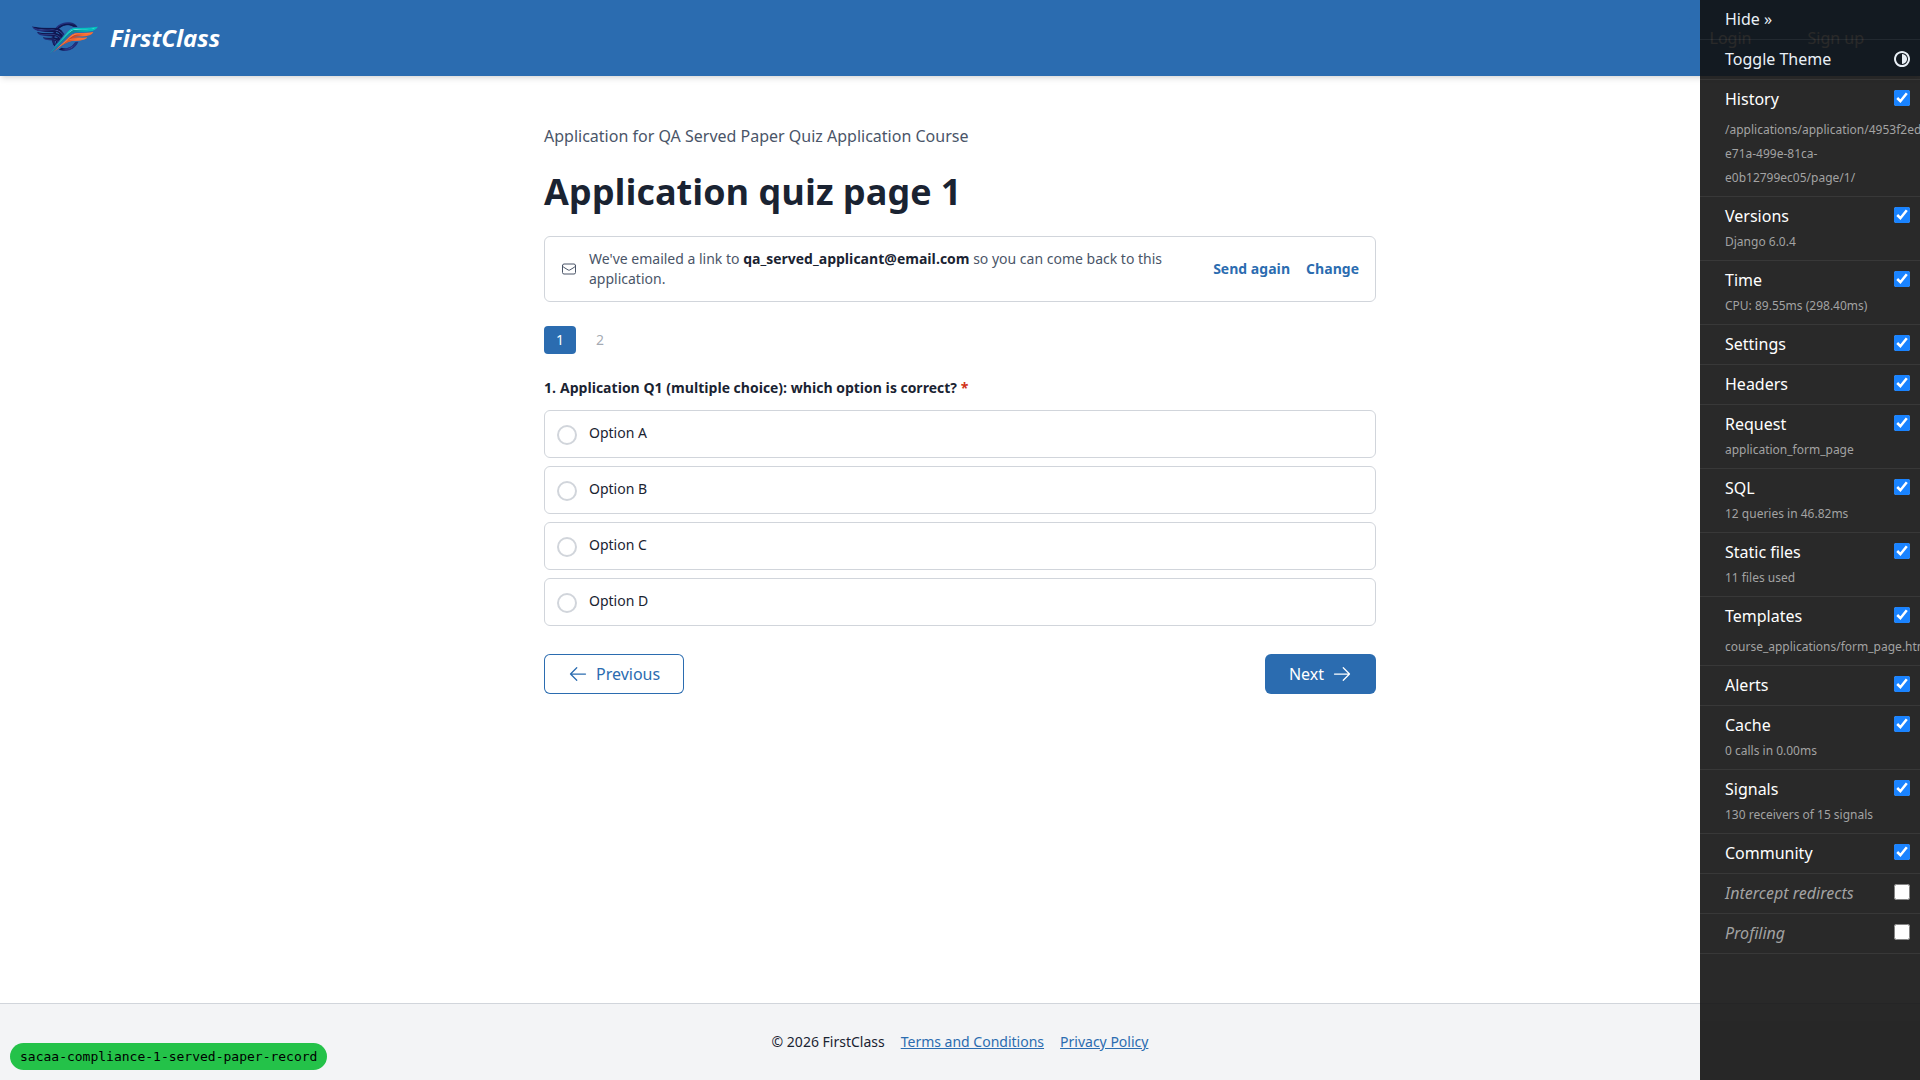 FirstClass
Login Sign up
Application for QA Served Paper Quiz Application Course
Application quiz page 1
We've emailed a link to qa_served_applicant@email.com so you can come back to this
application.
Send again Change
1 2
1. Application Q1 (multiple choice): which option is correct? *
Option A
Option B
Option C
Option D
Previous
Next
© 2026 FirstClass Terms and Conditions Privacy Policy
sacaa-compliance-1-served-paper-record
Hide »
Toggle Theme
History
/applications/application/4953f2ed
e71a-499e-81ca-
e0b12799ec05/page/1/
Versions
Django 6.0.4
Time
CPU: 89.55ms (298.40ms)
Settings
Headers
Request
application_form_page
SQL
12 queries in 46.82ms
Static files
11 files used
Templates
course_applications/form_page.htm
Alerts
Cache
0 calls in 0.00ms
Signals
130 receivers of 15 signals
Community
Intercept redirects
Profiling